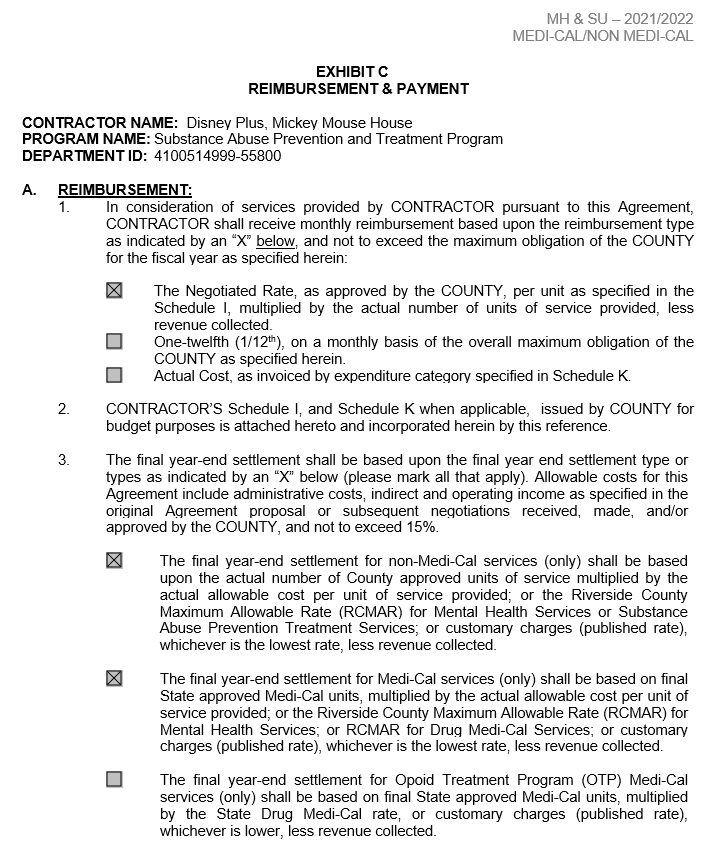 MH & SU – 2021/2022
MEDI-CAL/NON MEDI-CAL
EXHIBIT C
REIMBURSEMENT & PAYMENT
CONTRACTOR NAME: Disney Plus, Mickey Mouse House
PROGRAM NAME: Substance Abuse Prevention and Treatment Program
DEPARTMENT ID: 4100514999-55800
A. REIMBURSEMENT:
1. In consideration of services provided by CONTRACTOR pursuant to this Agreement,
CONTRACTOR shall receive monthly reimbursement based upon the reimbursement type
as indicated by an “X” below, and not to exceed the maximum obligation of the COUNTY
for the fiscal year as specified herein:
☒ The Negotiated Rate, as approved by the COUNTY, per unit as specified in the
Schedule I, multiplied by the actual number of units of service provided, less
revenue collected.
☐ One-twelfth (1/12th), on a monthly basis of the overall maximum obligation of the
COUNTY as specified herein.
☐ Actual Cost, as invoiced by expenditure category specified in Schedule K.
2. CONTRACTOR’S Schedule I, and Schedule K when applicable, issued by COUNTY for
budget purposes is attached hereto and incorporated herein by this reference.
3. The final year-end settlement shall be based upon the final year end settlement type or
types as indicated by an “X” below (please mark all that apply). Allowable costs for this
Agreement include administrative costs, indirect and operating income as specified in the
original Agreement proposal or subsequent negotiations received, made, and/or
approved by the COUNTY, and not to exceed 15%.
☒ The final year-end settlement for non-Medi-Cal services (only) shall be based
upon the actual number of County approved units of service multiplied by the
actual allowable cost per unit of service provided; or the Riverside County
Maximum Allowable Rate (RCMAR) for Mental Health Services or Substance
Abuse Prevention Treatment Services; or customary charges (published rate),
whichever is the lowest rate, less revenue collected.
☒ The final year-end settlement for Medi-Cal services (only) shall be based on final
State approved Medi-Cal units, multiplied by the actual allowable cost per unit of
service provided; or the Riverside County Maximum Allowable Rate (RCMAR) for
Mental Health Services; or RCMAR for Drug Medi-Cal Services; or customary
charges (published rate), whichever is the lowest rate, less revenue collected.
☐ The final year-end settlement for Opoid Treatment Program (OTP) Medi-Cal
services (only) shall be based on final State approved Medi-Cal units, multiplied
by the State Drug Medi-Cal rate, or customary charges (published rate),
whichever is lower, less revenue collected.